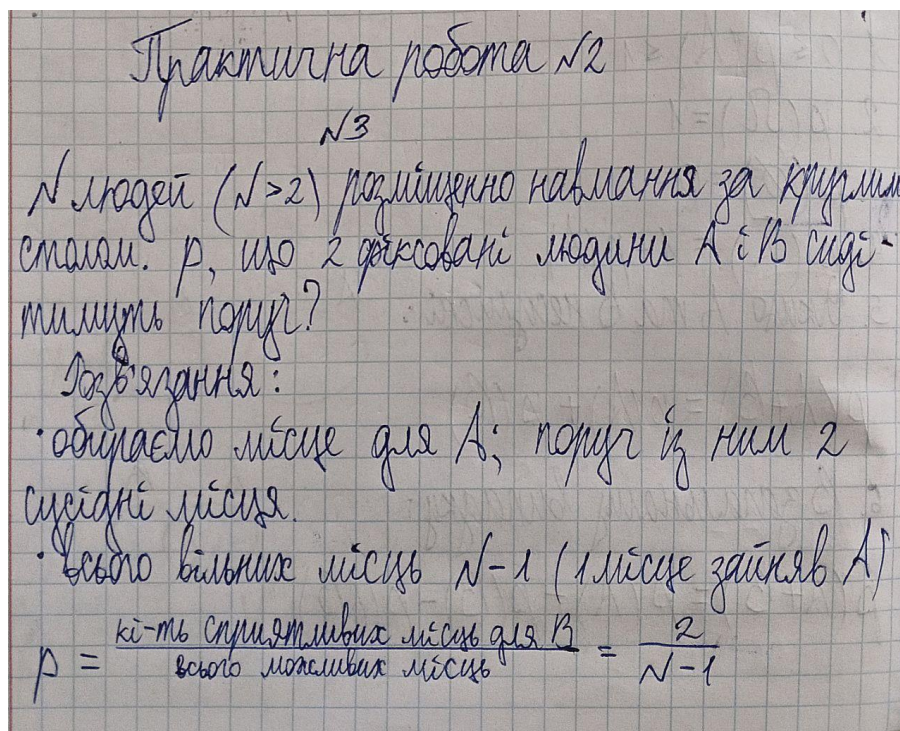 Практична робота №2
№3
N людей (N>2) розміщенно навмання за круглим
столом. p, що 2 фіксовані людини A і B сиді-
тимуть поруч?
Розв'язання:
· обираємо місце для A; поруч із ним 2
сусідні місця.
· всього вільних місць N-1 (1 місце зайняв A)
p = кі-ть сприятливих місць для B / всього можливих місць = 2 / N-1